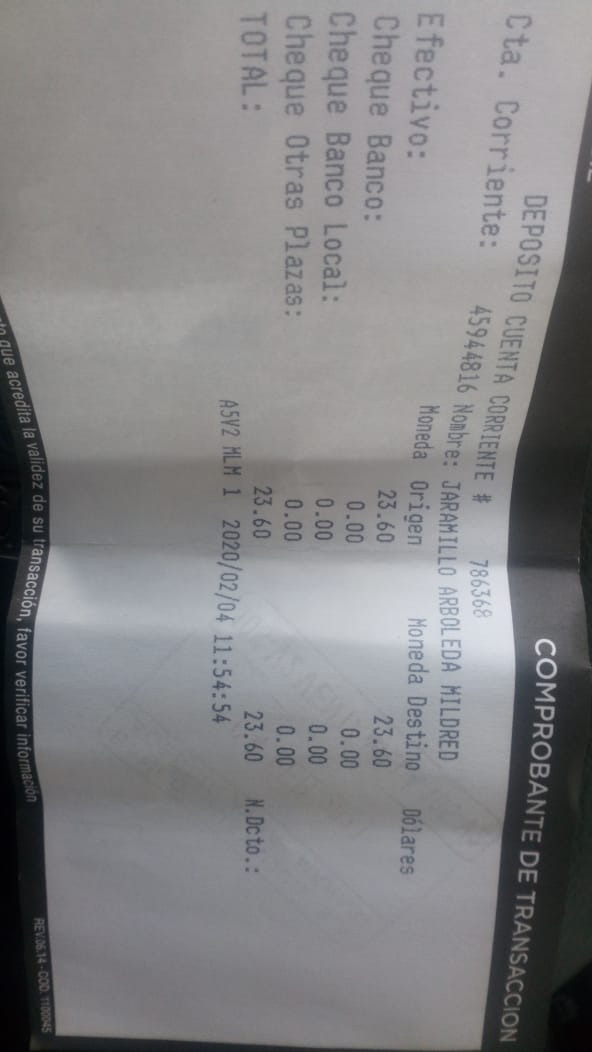 COMPROBANTE DE TRANSACCION
DEPOSITO CUENTA CORRIENTE # 786368
Cta. Corriente: 45944816 Nombre: JARAMILLO ARBOLEDA MILDRED
Moneda Origen Moneda Destino Dólares
Efectivo: 23.60 23.60
Cheque Banco: 0.00 0.00
Cheque Banco Local: 0.00 0.00
Cheque Otras Plazas: 0.00 0.00
TOTAL: 23.60 23.60 N.Dcto.:
A5V2 MLM 1 2020/02/04 11:54:54
que acredita la validez de su transacción, favor verificar información
REV.06.14 - COD. 1100045